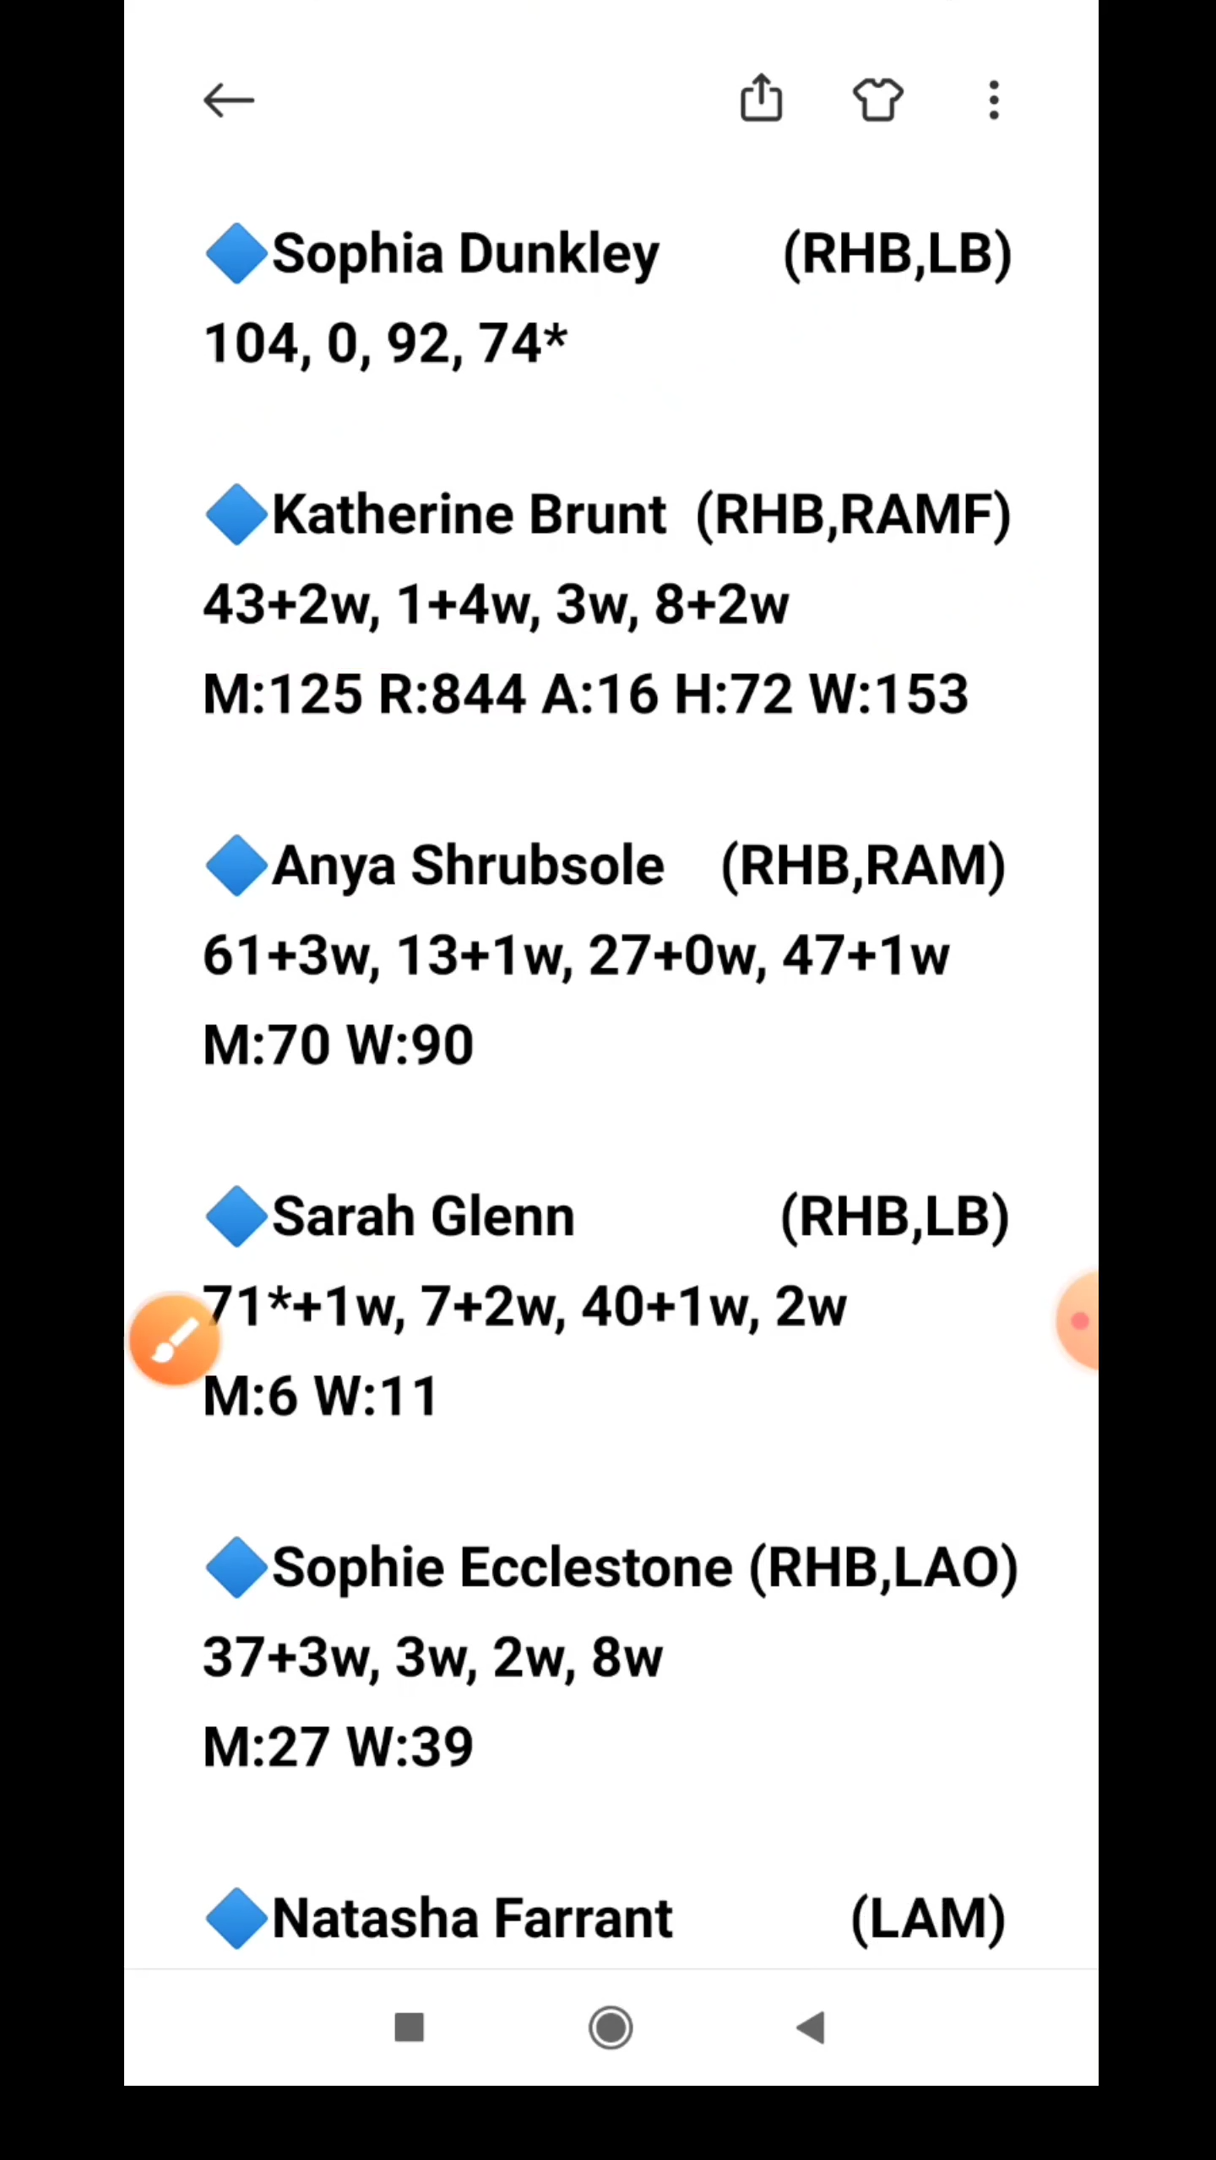 🔷Sophia Dunkley (RHB,LB)
104, 0, 92, 74*
🔷Katherine Brunt (RHB,RAMF)
43+2w, 1+4w, 3w, 8+2w
M:125 R:844 A:16 H:72 W:153
🔷Anya Shrubsole (RHB,RAM)
61+3w, 13+1w, 27+0w, 47+1w
M:70 W:90
🔷Sarah Glenn (RHB,LB)
71*+1w, 7+2w, 40+1w, 2w
M:6 W:11
🔷Sophie Ecclestone (RHB,LAO)
37+3w, 3w, 2w, 8w
M:27 W:39
🔷Natasha Farrant (LAM)